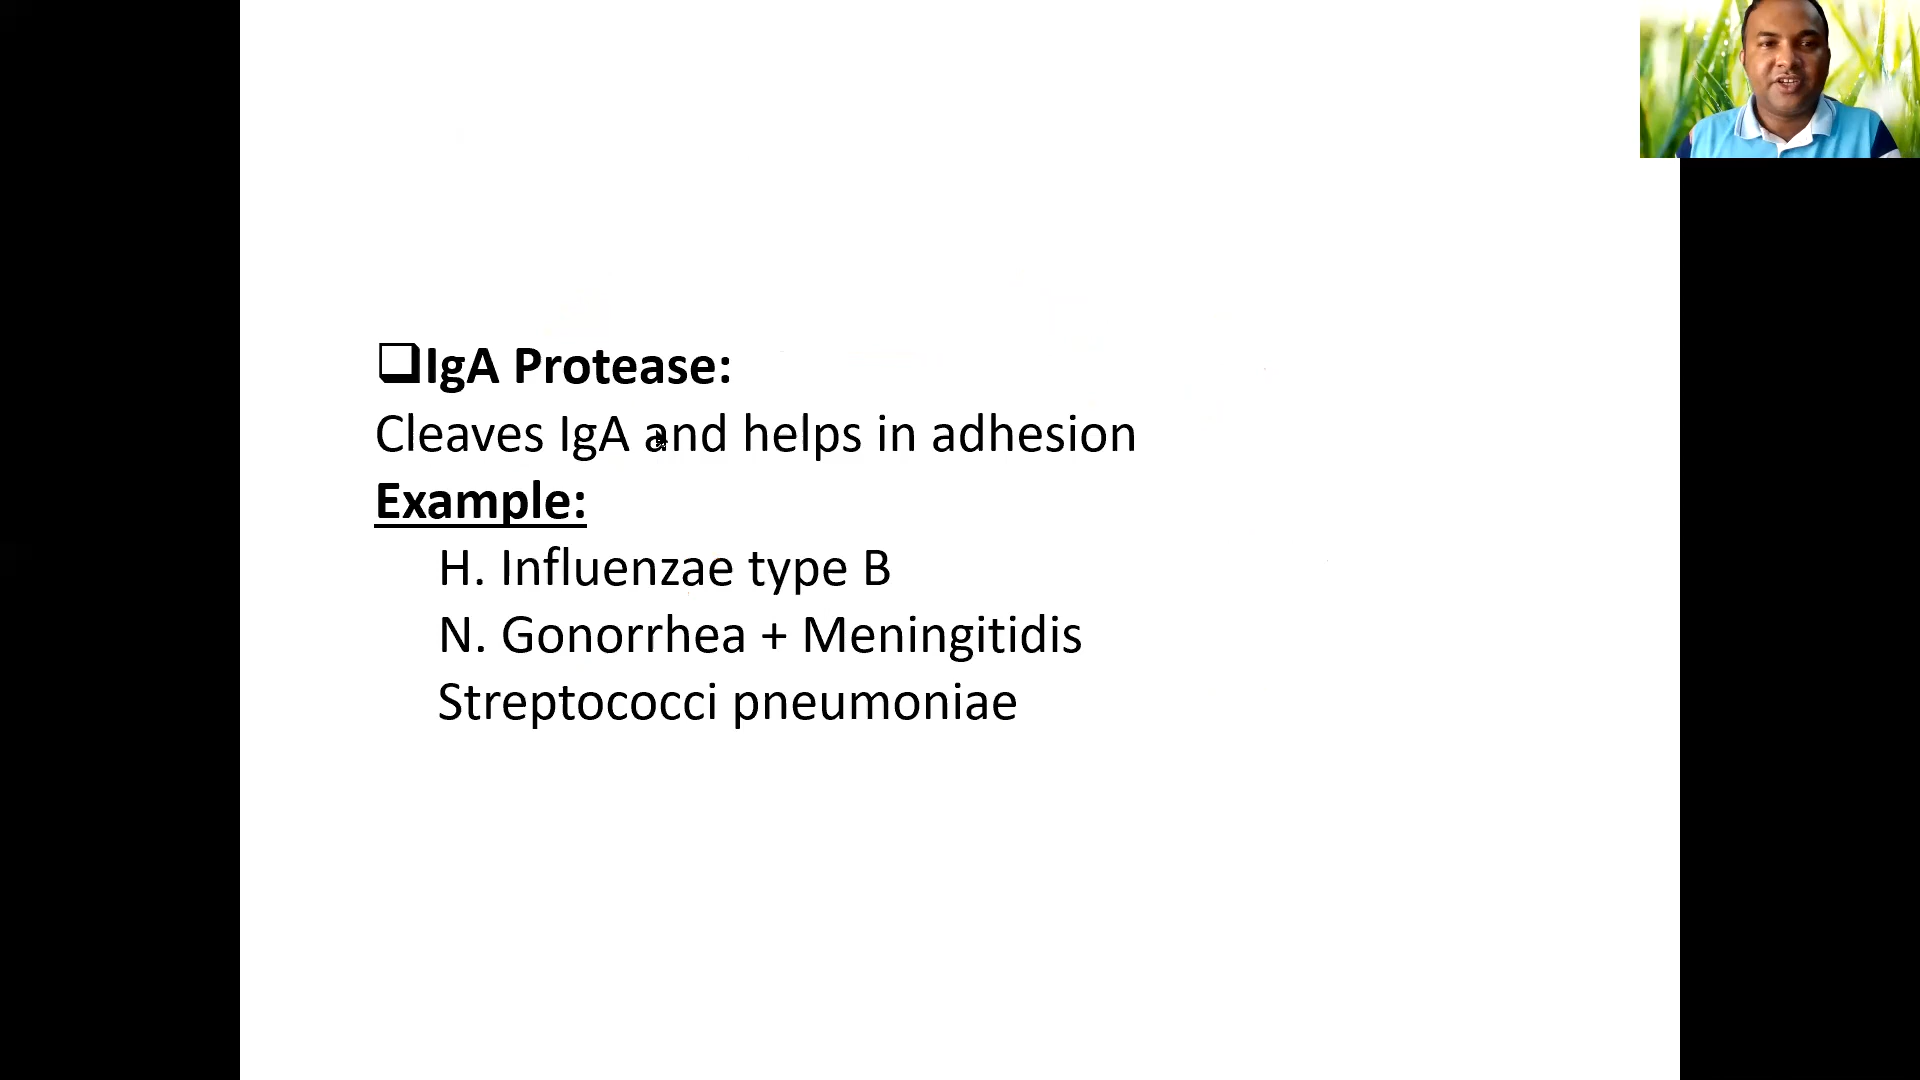 IgA Protease:
Cleaves IgA and helps in adhesion
Example:
H. Influenzae type B
N. Gonorrhea + Meningitidis
Streptococci pneumoniae